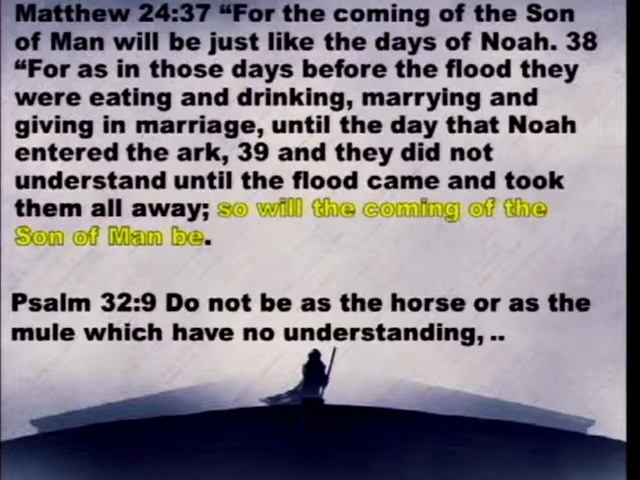 Matthew 24:37 “For the coming of the Son
of Man will be just like the days of Noah. 38
“For as in those days before the flood they
were eating and drinking, marrying and
giving in marriage, until the day that Noah
entered the ark, 39 and they did not
understand until the flood came and took
them all away; so will the coming of the
Son of Man be.
Psalm 32:9 Do not be as the horse or as the
mule which have no understanding, ..